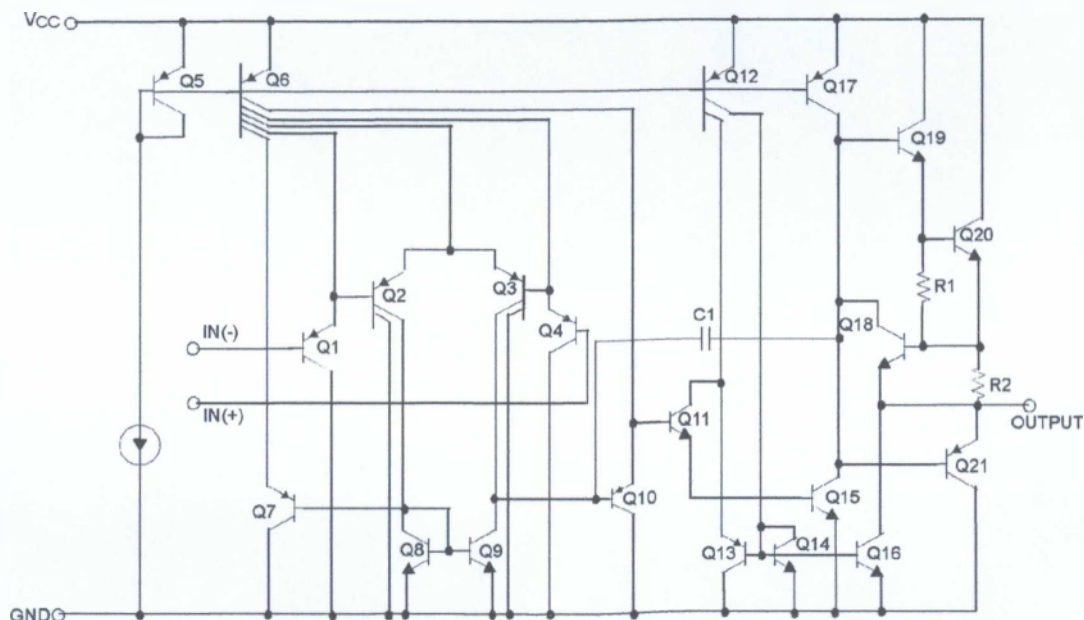 VCC
Q5
Q6
Q12
Q17
Q19
Q20
Q2
Q3
Q4
R1
C1
Q18
IN(-)
Q1
R2
IN(+)
Q11
OUTPUT
Q21
Q7
Q10
Q15
Q8
Q9
Q13
Q14
Q16
GND